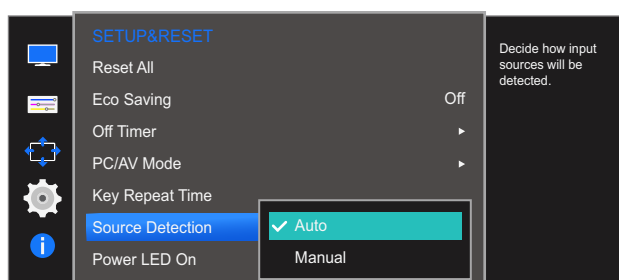 SETUP&RESET
Reset All
Eco Saving Off
Off Timer
PC/AV Mode
Key Repeat Time
Source Detection
Auto
Power LED On
Manual
Decide how input
sources will be
detected.